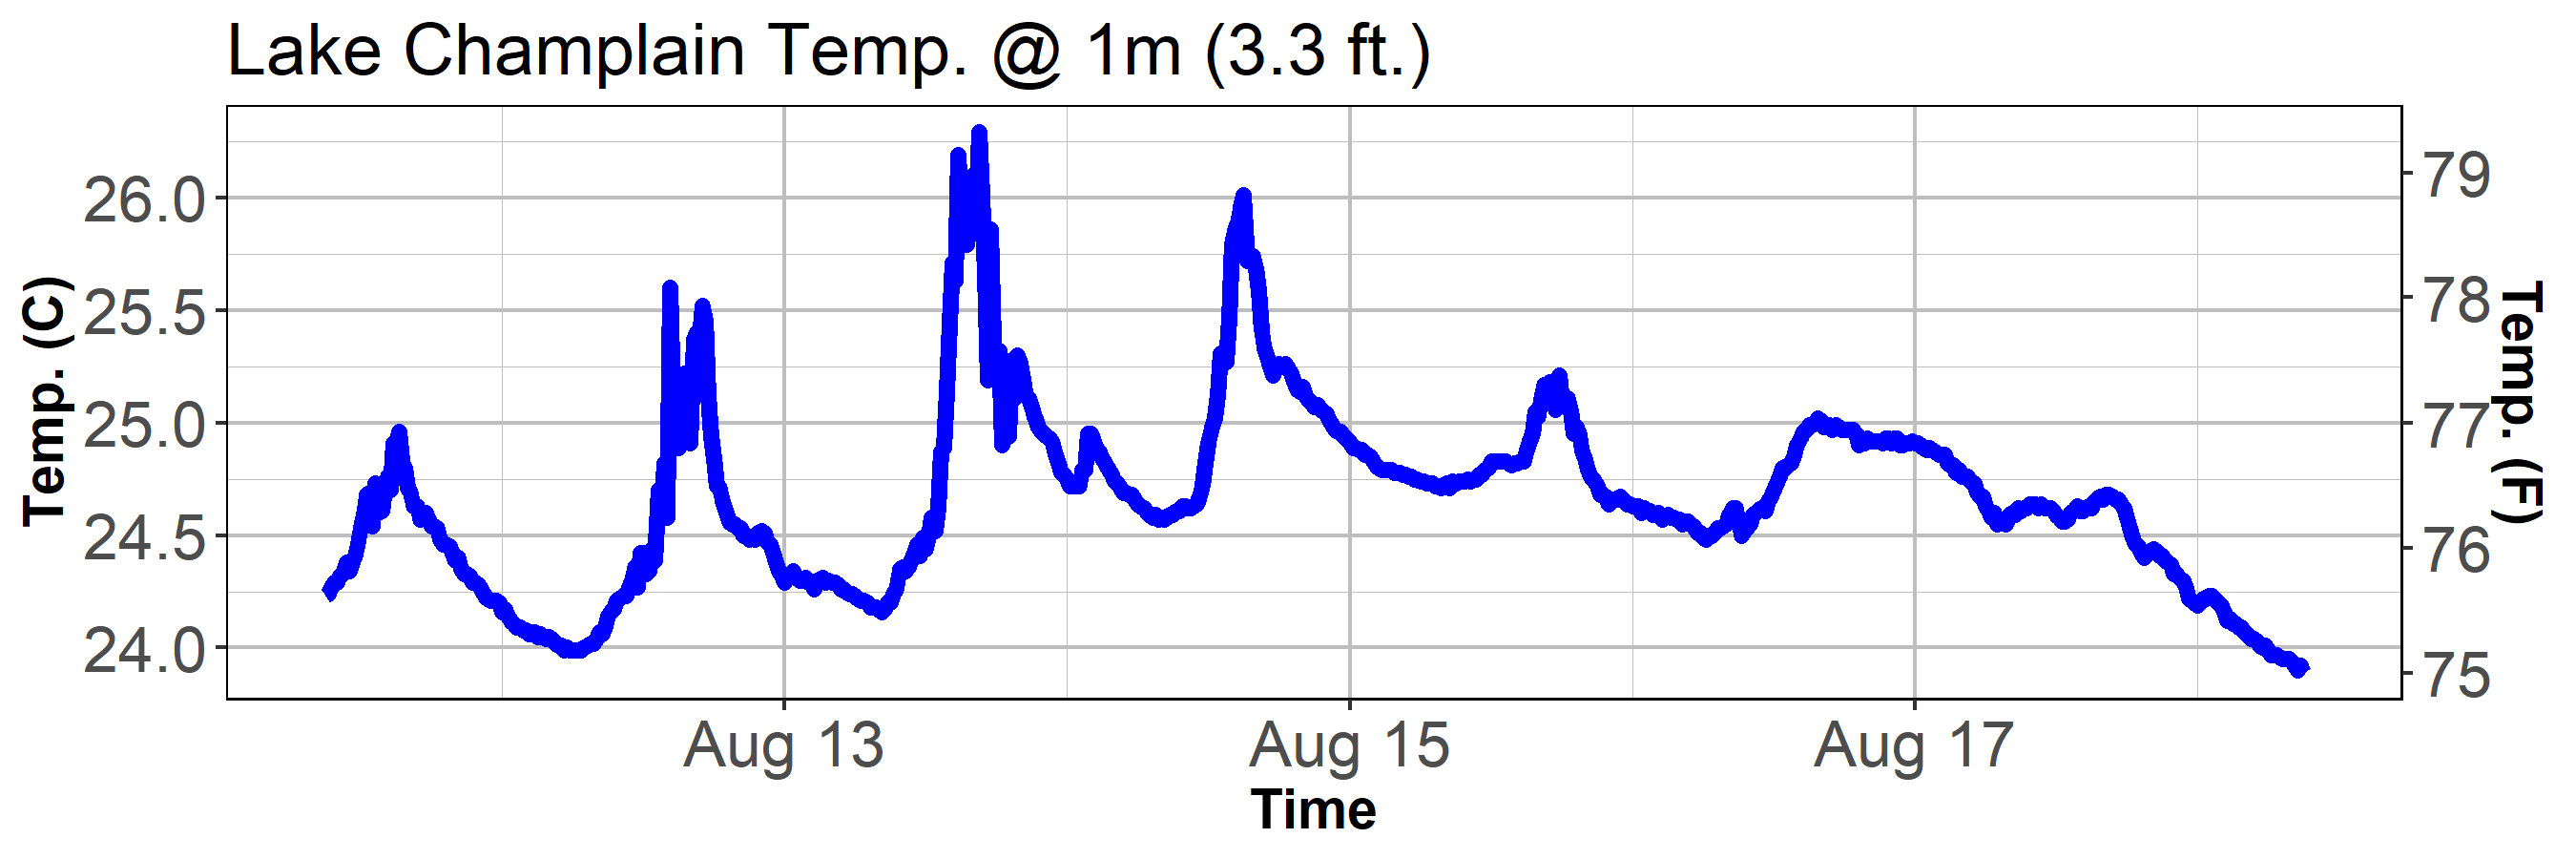 Lake Champlain Temp. @ 1m (3.3 ft.)
Temp. (C)
26.0
25.5
25.0
24.5
24.0
79
78
77
76
75
Temp. (F)
Aug 13
Aug 15
Aug 17
Time